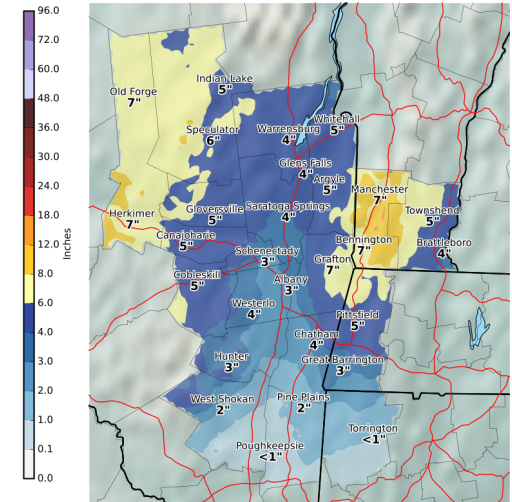 96.0
72.0
60.0
48.0
36.0
30.0
24.0
18.0
12.0
8.0
6.0
4.0
3.0
2.0
1.0
0.1
0.0
Inches
Old Forge
7"
Indian Lake
5"
Speculator
6"
Warrensburg
4"
Whitehall
5"
Glens Falls
4"
Argyle
5"
Manchester
7"
Herkimer
7"
Gloversville
5"
Saratoga Springs
4"
Townshend
5"
Canajoharie
5"
Schenectady
3"
Bennington
7"
Brattleboro
4"
Grafton
7"
Cobleskill
5"
Albany
3"
Westerlo
4"
Pittsfield
5"
Chatham
4"
Hunter
3"
Great Barrington
3"
West Shokan
2"
Pine Plains
2"
Torrington
<1"
Poughkeepsie
<1"